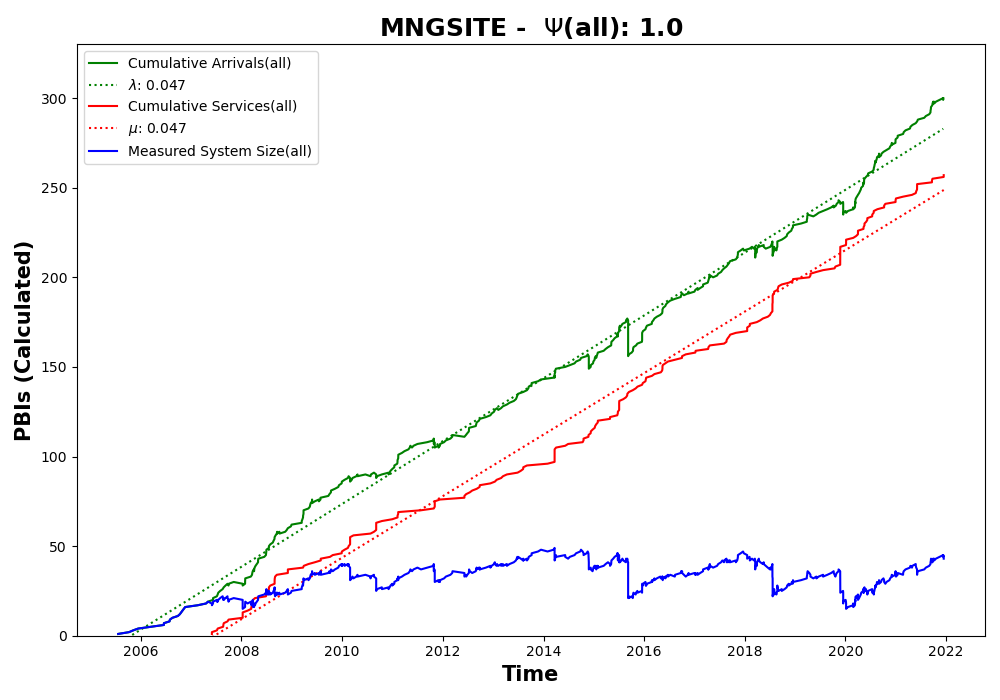 MNGSITE - Ψ(all): 1.0
Cumulative Arrivals(all)
λ: 0.047
Cumulative Services(all)
μ: 0.047
Measured System Size(all)
300
250
200
150
100
50
0
PBIs (Calculated)
2006 2008 2010 2012 2014 2016 2018 2020 2022
Time